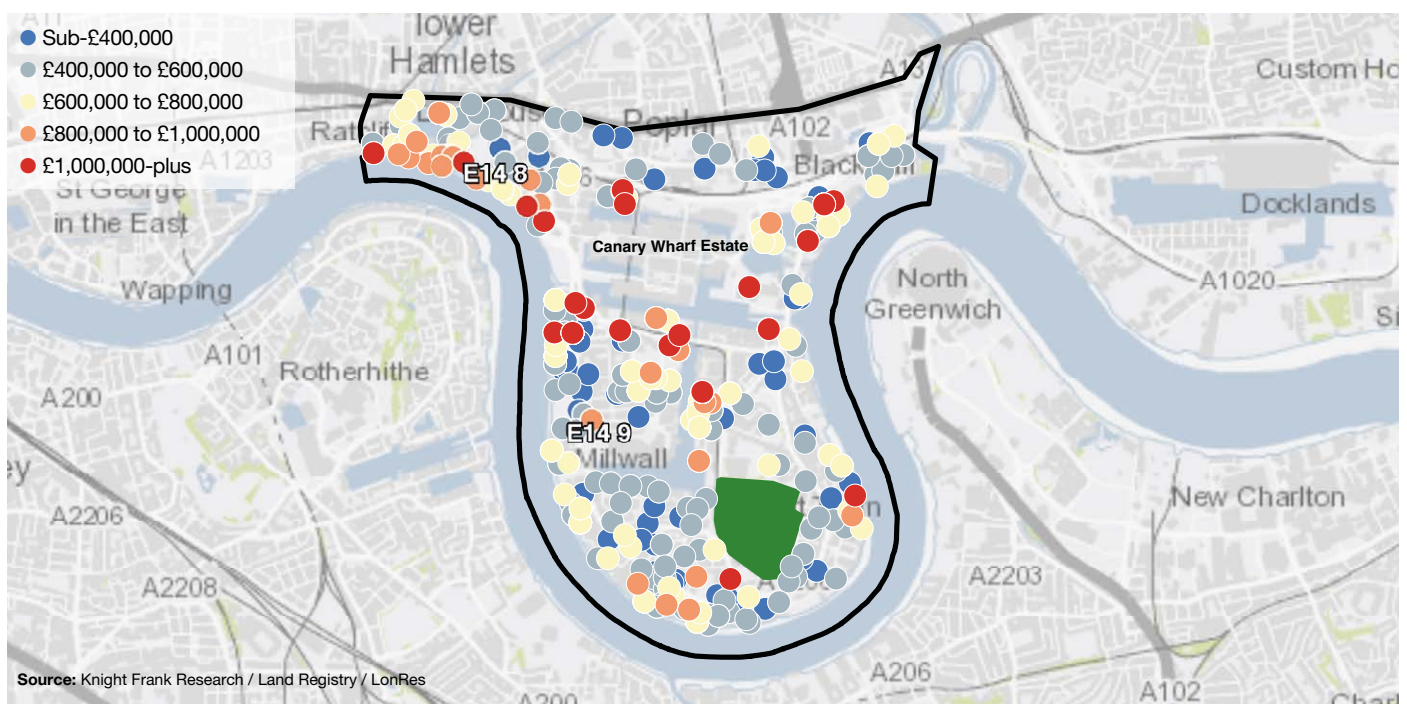 Sub-£400,000
£400,000 to £600,000
£600,000 to £800,000
£800,000 to £1,000,000
£1,000,000-plus
Tower
Hamlets
A13
Custom Ho
A102
A1203
E14 8
St George
in the East
Docklands
Canary Wharf Estate
Wapping
North
Greenwich
A1020
A101
Rotherhithe
A200
E14 9
Millwall
New Charlton
A2206
A2208
A2203
Source: Knight Frank Research / Land Registry / LonRes
A206
A200
A102